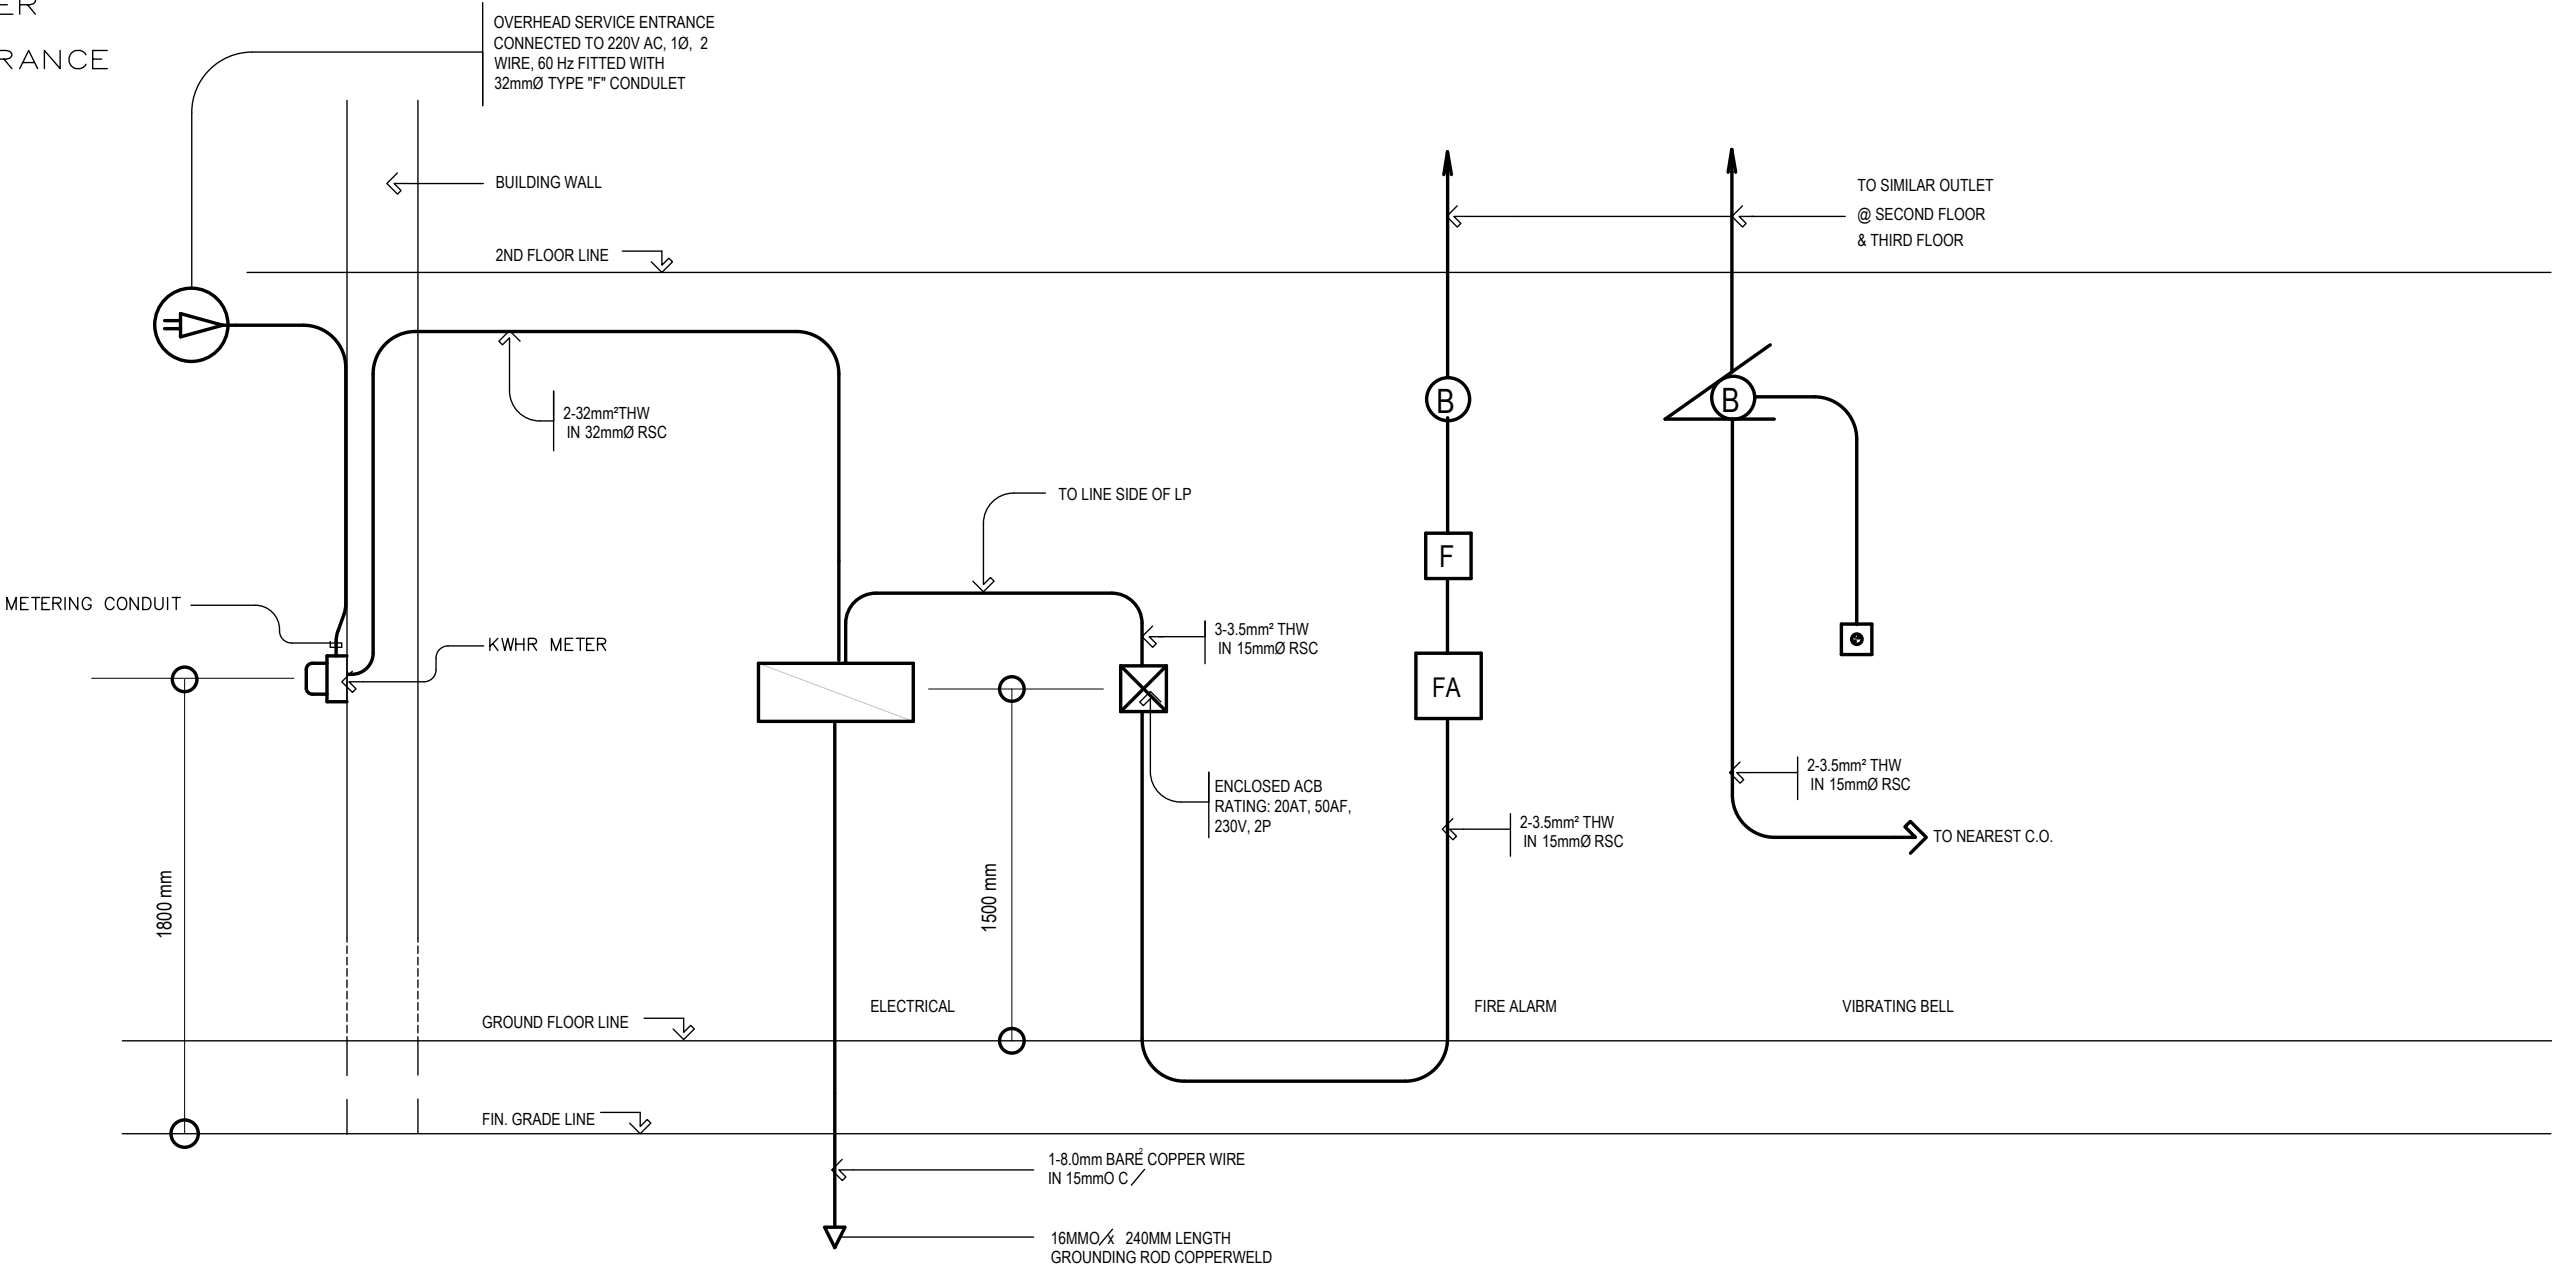 OVERHEAD SERVICE ENTRANCE
CONNECTED TO 220V AC, 1Ø, 2
WIRE, 60 Hz FITTED WITH
32mmØ TYPE "F" CONDULET
BUILDING WALL
2ND FLOOR LINE
TO SIMILAR OUTLET
@ SECOND FLOOR
& THIRD FLOOR
2-32mm²THW
IN 32mmØ RSC
B
B
TO LINE SIDE OF LP
F
METERING CONDUIT
KWHR METER
3-3.5mm² THW
IN 15mmØ RSC
FA
ENCLOSED ACB
RATING: 20AT, 50AF,
230V, 2P
2-3.5mm² THW
IN 15mmØ RSC
2-3.5mm² THW
IN 15mmØ RSC
TO NEAREST C.O.
1800 mm
1500 mm
ELECTRICAL
FIRE ALARM
VIBRATING BELL
GROUND FLOOR LINE
FIN. GRADE LINE
1-8.0mm BARE² COPPER WIRE
IN 15mmO C
16MMO x 240MM LENGTH
GROUNDING ROD COPPERWELD